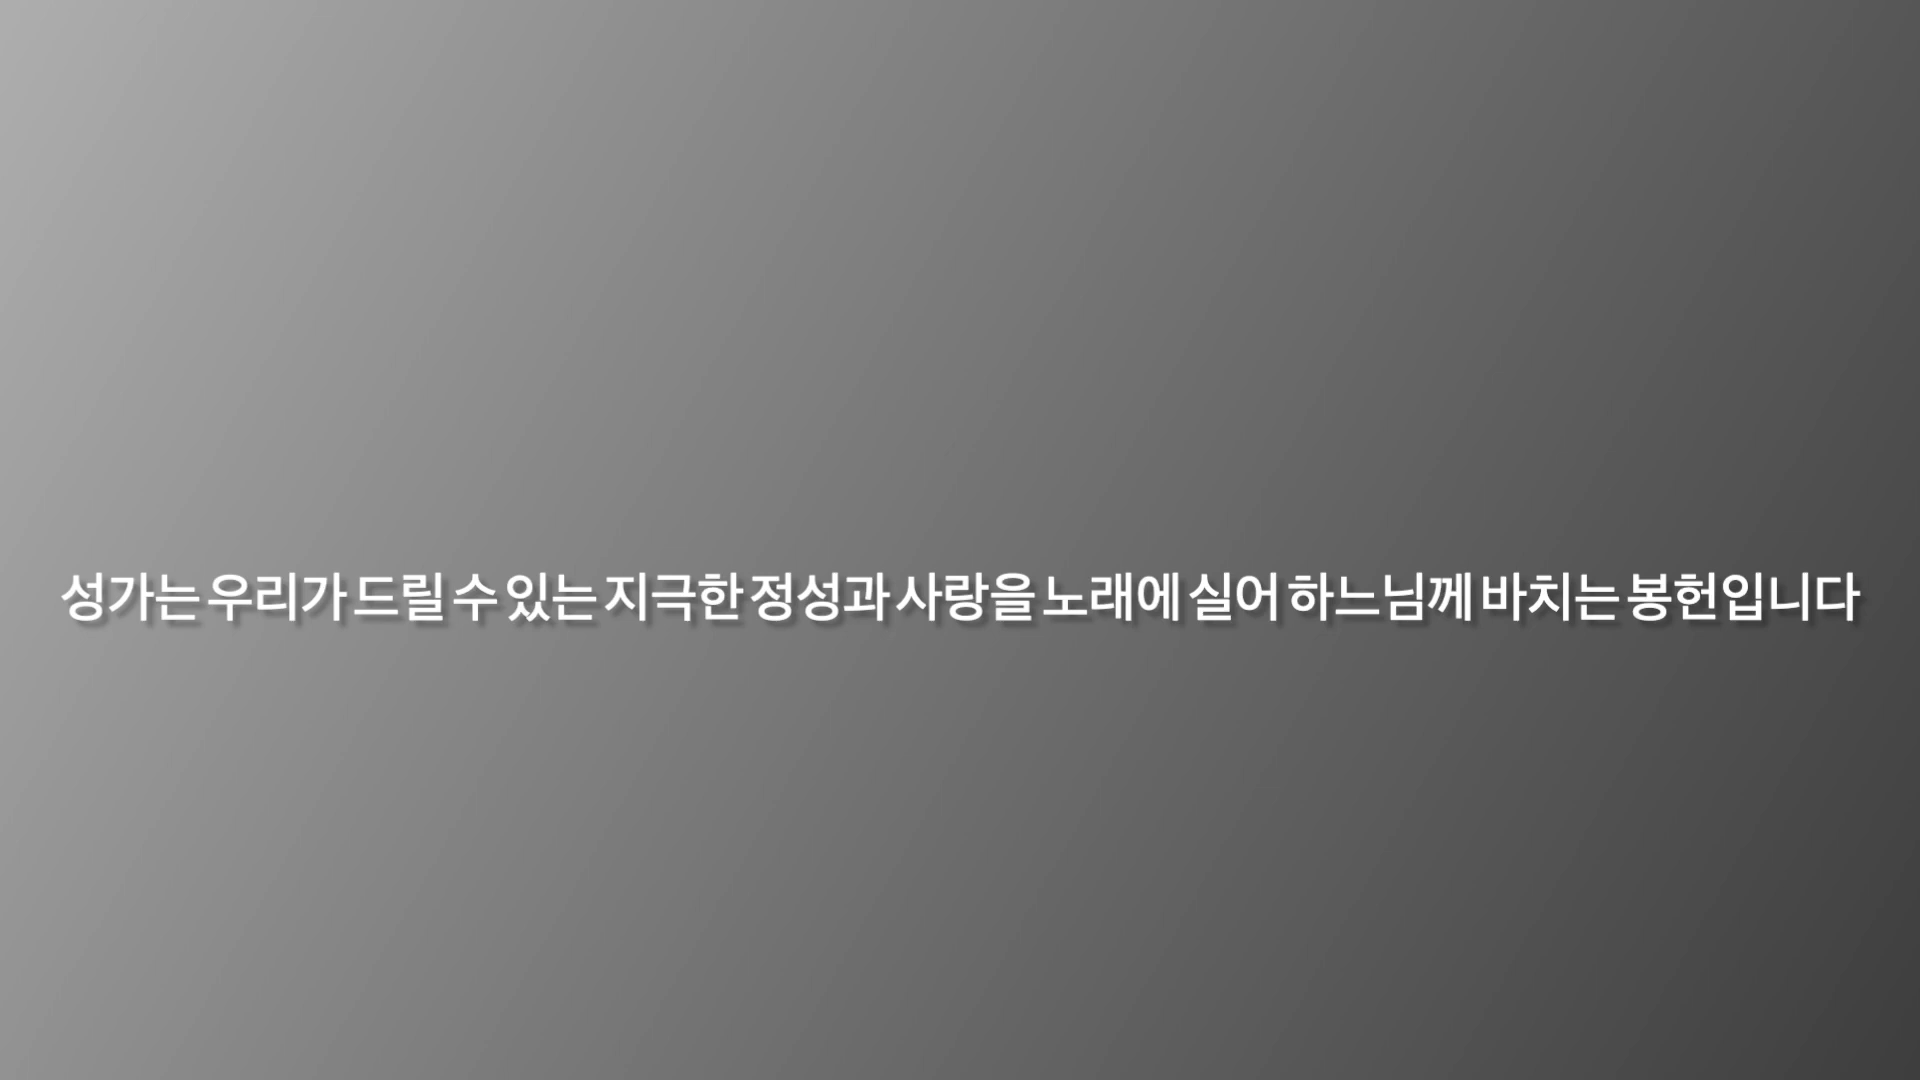 성가는 우리가 드릴 수 있는 지극한 정성과 사랑을 노래에 실어 하느님께 바치는 봉헌입니다